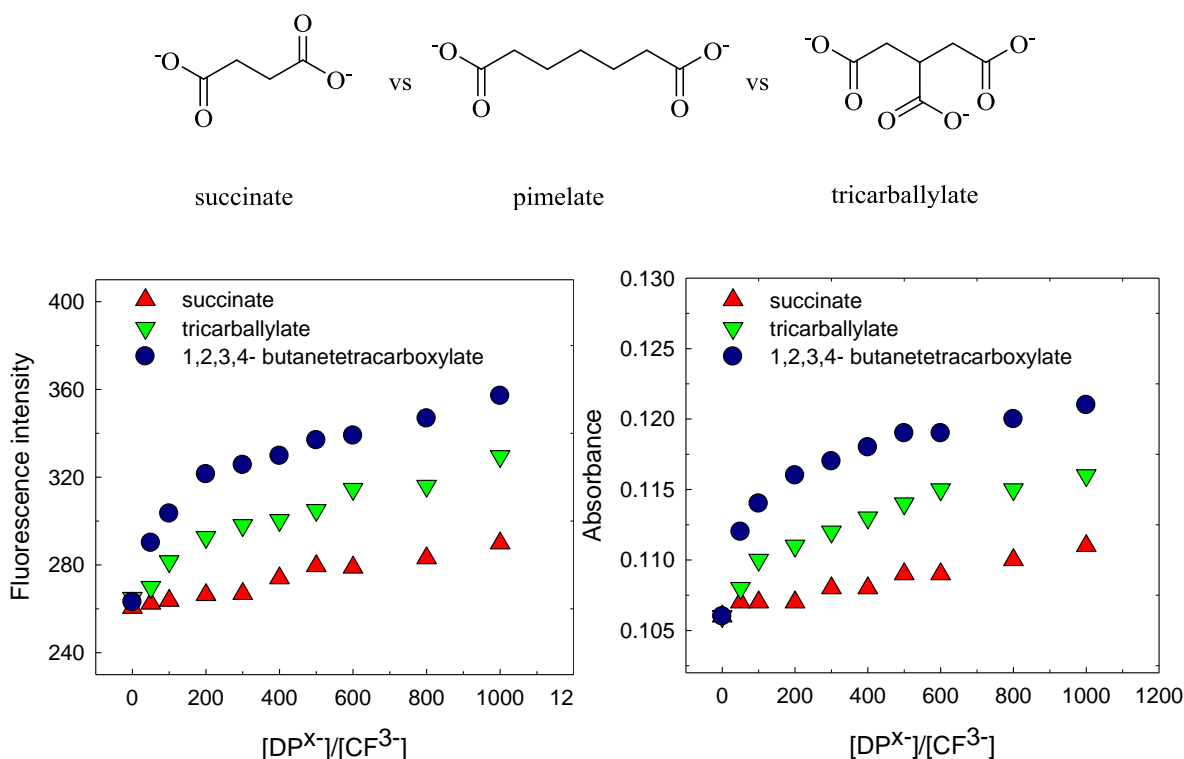 O O O O
-O O- vs -O O- vs -O O-
O O O O O O-
succinate pimelate tricarballylate
400
360
320
280
240
Fluorescence intensity
succinate
tricarballylate
1,2,3,4- butanetetracarboxylate
0 200 400 600 800 1000 12
[DPx-]/[CF3-]
0.130
0.125
0.120
0.115
0.110
0.105
Absorbance
succinate
tricarballylate
1,2,3,4- butanetetracarboxylate
0 200 400 600 800 1000 1200
[DPx-]/[CF3-]